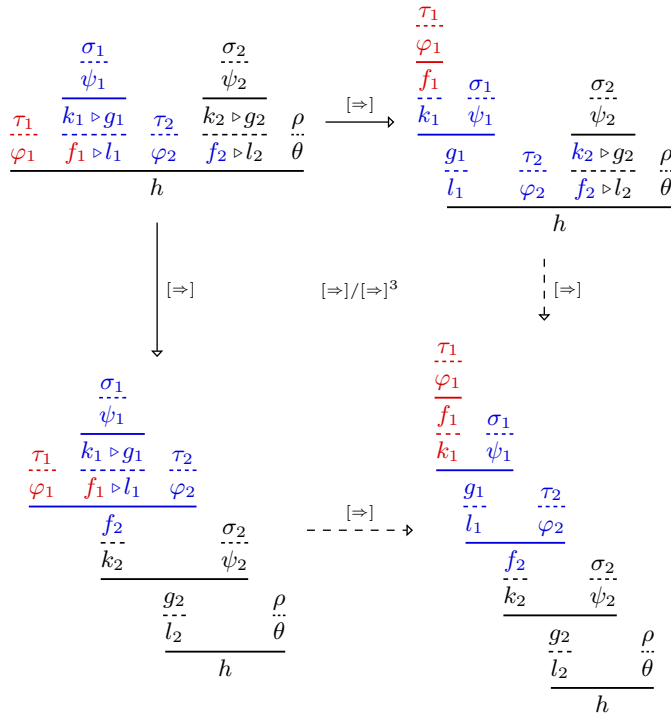 τ₁
σ₁ σ₂ φ₁
ψ₁ ψ₂ [⇒] f₁ σ₂
τ₁ k₁ ▹ g₁ τ₂ k₂ ▹ g₂ ρ k₁ σ₁ ψ₁ ψ₂
φ₁ f₁ ▹ l₁ φ₂ f₂ ▹ l₂ θ g₁ τ₂ k₂ ▹ g₂ ρ
h l₁ φ₂ f₂ ▹ l₂ θ
h
[⇒] [⇒]/[⇒]³ [⇒]
τ₁
σ₁ φ₁
ψ₁ f₁ σ₁
τ₁ k₁ ▹ g₁ τ₂ k₁ ψ₁
φ₁ f₁ ▹ l₁ φ₂ g₁ τ₂
f₂ σ₂ [⇒] l₁ φ₂
k₂ ψ₂ f₂ σ₂
g₂ ρ k₂ ψ₂
l₂ θ g₂ ρ
h l₂ θ
h